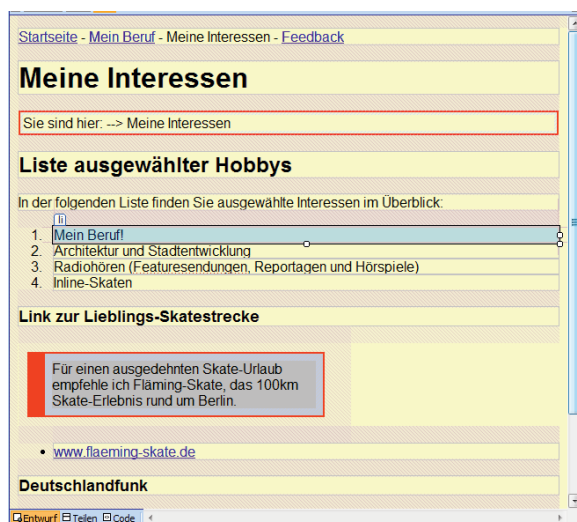 Startseite - Mein Beruf - Meine Interessen - Feedback
Meine Interessen
Sie sind hier: --> Meine Interessen
Liste ausgewählter Hobbys
In der folgenden Liste finden Sie ausgewählte Interessen im Überblick:
li
1. Mein Beruf!
2. Architektur und Stadtentwicklung
3. Radiohören (Featuresendungen, Reportagen und Hörspiele)
4. Inline-Skaten
Link zur Lieblings-Skatestrecke
Für einen ausgedehnten Skate-Urlaub
empfehle ich Fläming-Skate, das 100km
Skate-Erlebnis rund um Berlin.
• www.flaeming-skate.de
Deutschlandfunk
Entwurf Teilen Code